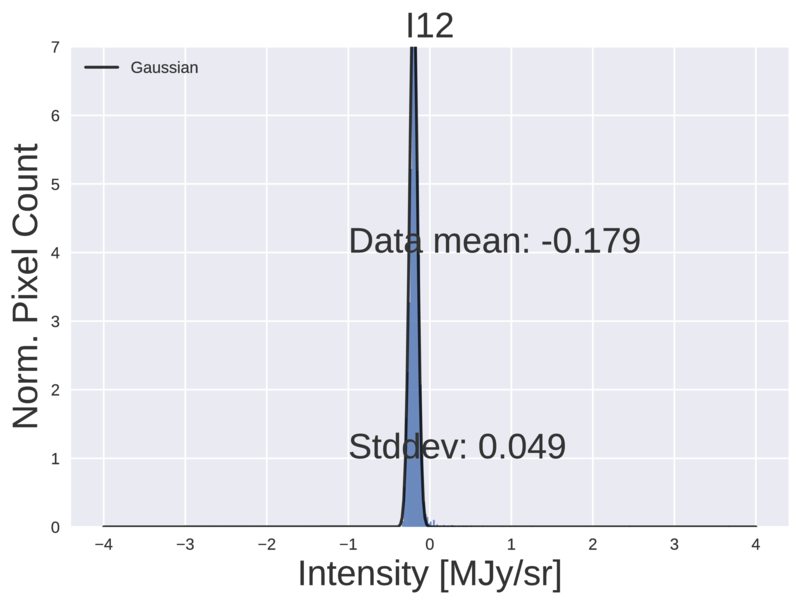 I12
Gaussian
Data mean: -0.179
Stddev: 0.049
Norm. Pixel Count
7
6
5
4
3
2
1
0
−4 −3 −2 −1 0 1 2 3 4
Intensity [MJy/sr]